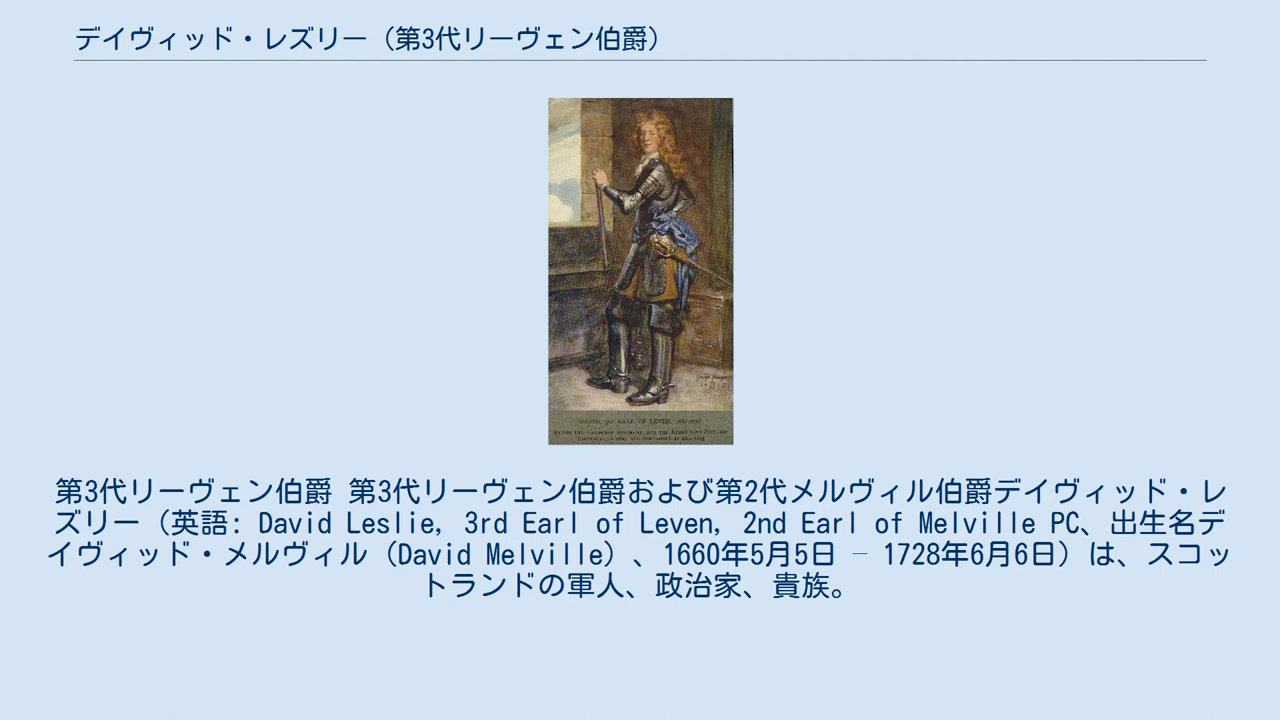 デイヴィッド・レズリー（第3代リーヴェン伯爵）
DAVID, 3RD EARL OF LEVEN,
第3代リーヴェン伯爵 第3代リーヴェン伯爵および第2代メルヴィル伯爵デイヴィッド・レ
ズリー（英語: David Leslie, 3rd Earl of Leven, 2nd Earl of Melville PC、出生名デ
イヴィッド・メルヴィル（David Melville）、1660年5月5日 – 1728年6月6日）は、スコッ
トランドの軍人、政治家、貴族。